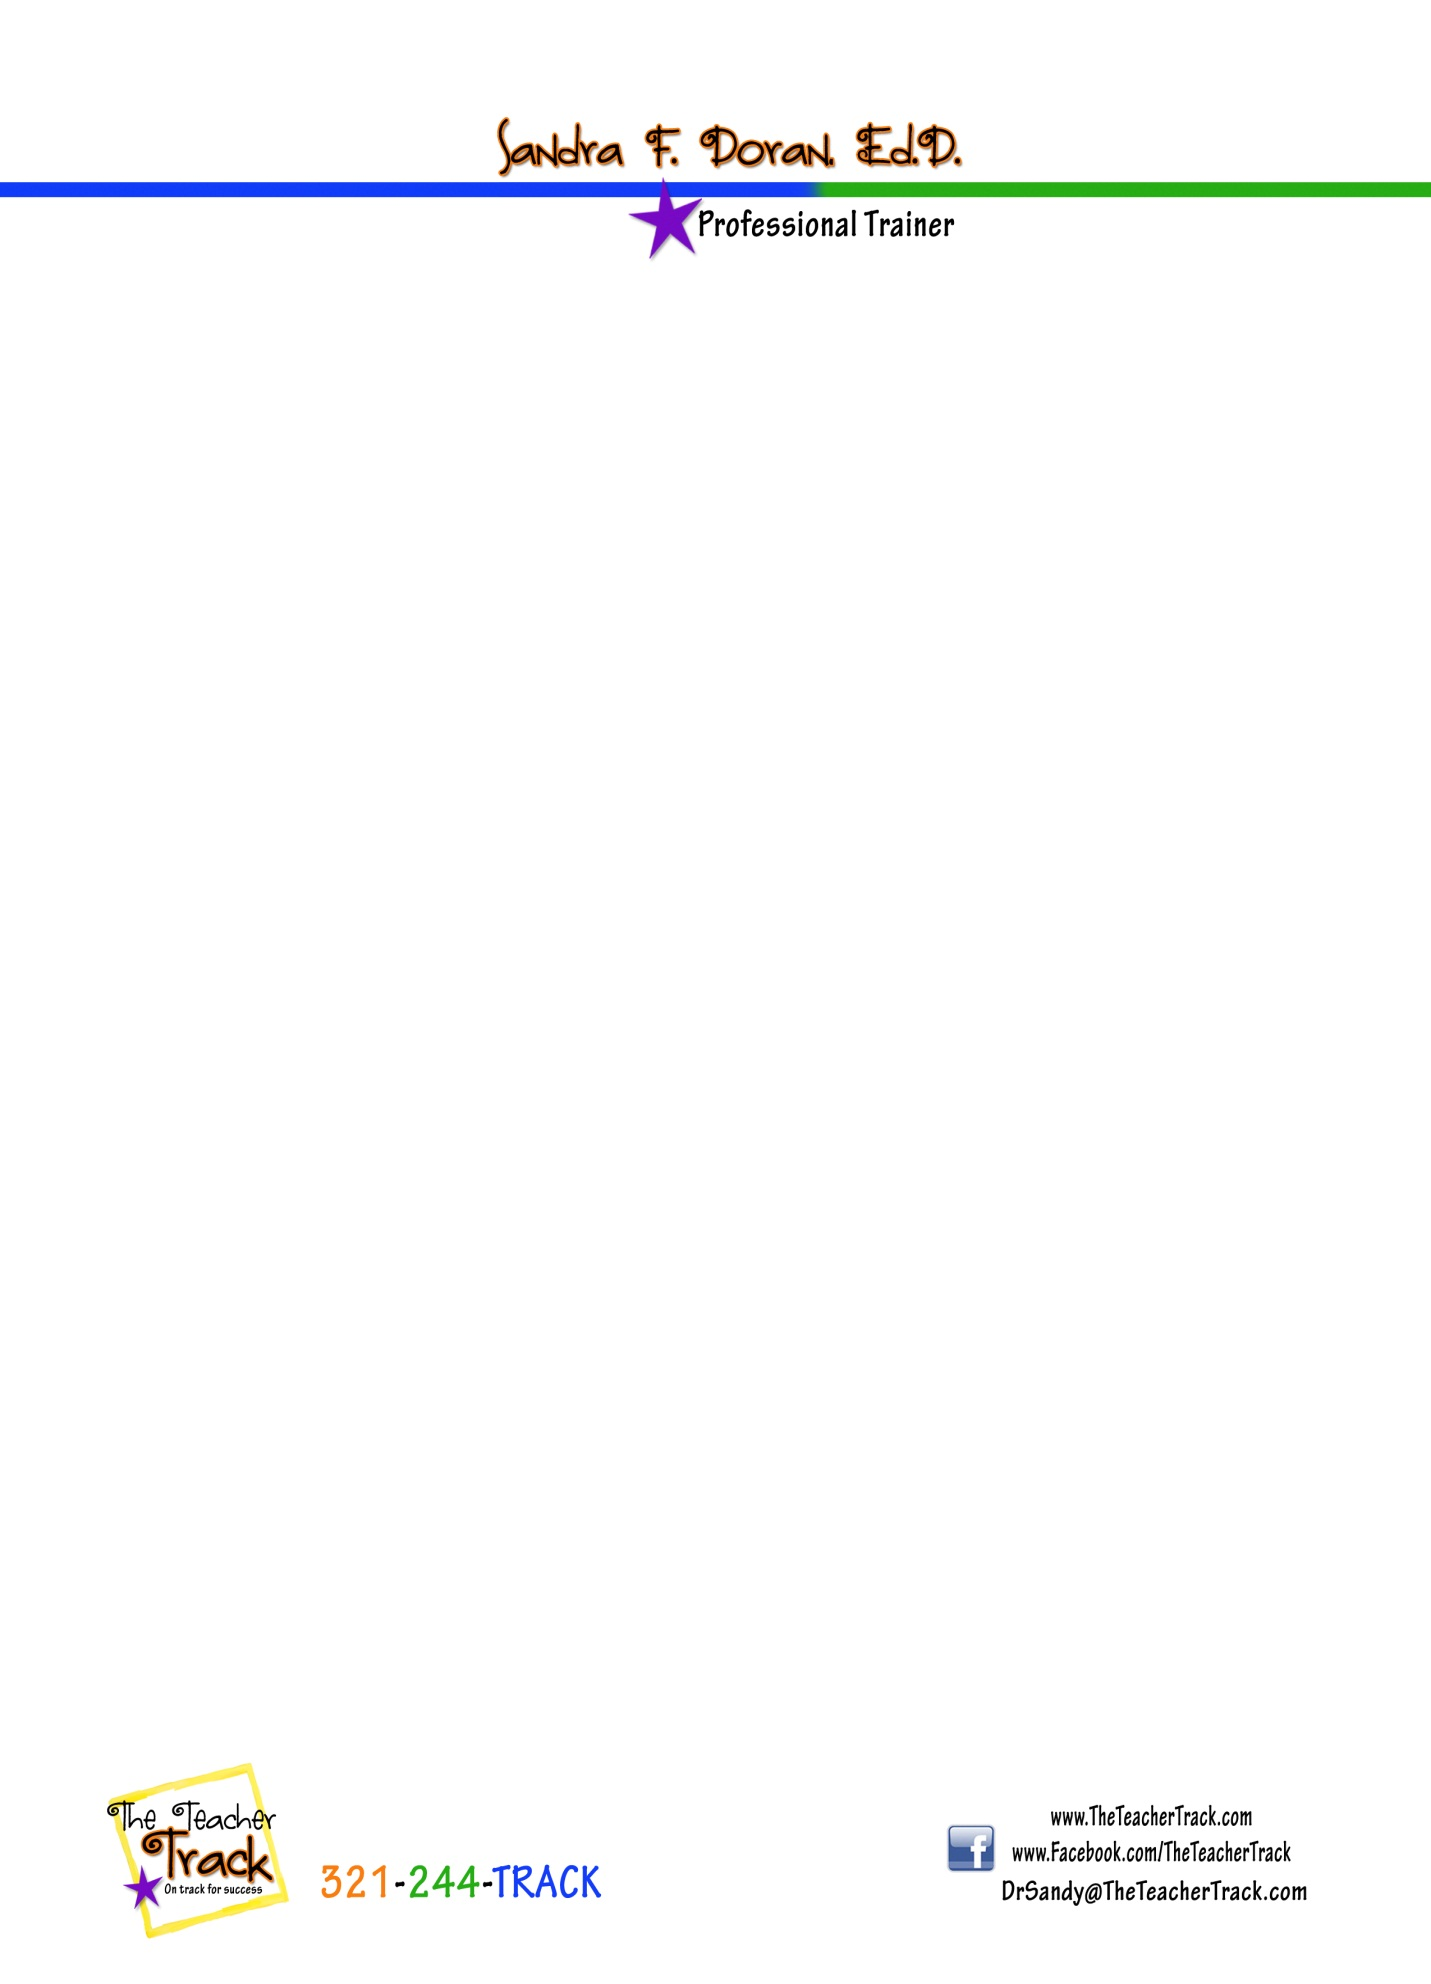 Sandra F. Doran, Ed.D.
Professional Trainer
The Teacher
Track
On track for success
321-244-TRACK
www.TheTeacherTrack.com
www.Facebook.com/TheTeacherTrack
DrSandy@TheTeacherTrack.com